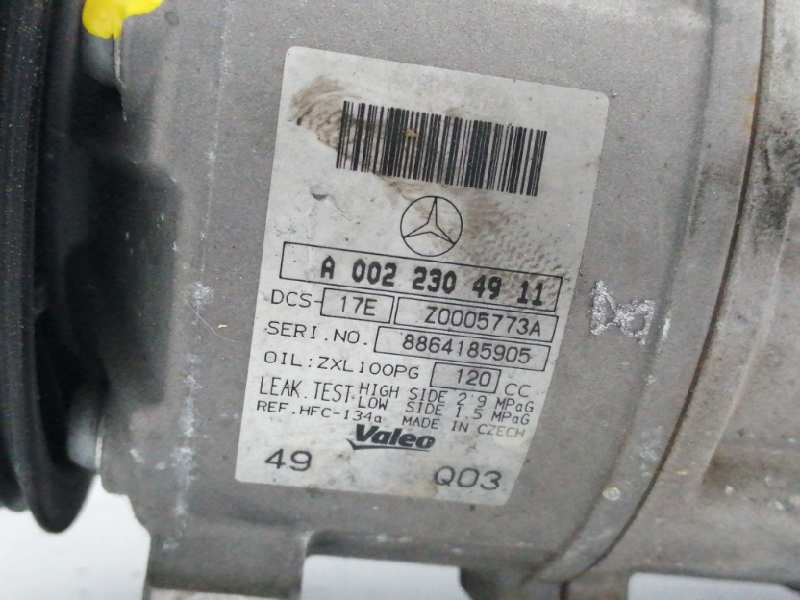 A 002 230 49 11
DCS-17E Z0005773A
SERI.NO. 8864185905
OIL:ZXL100PG 120 CC
LEAK.TEST HIGH SIDE 2.9 MPaG
LOW SIDE 1.5 MPaG
REF.HFC-134a MADE IN CZECH
Valeo
49 Q03